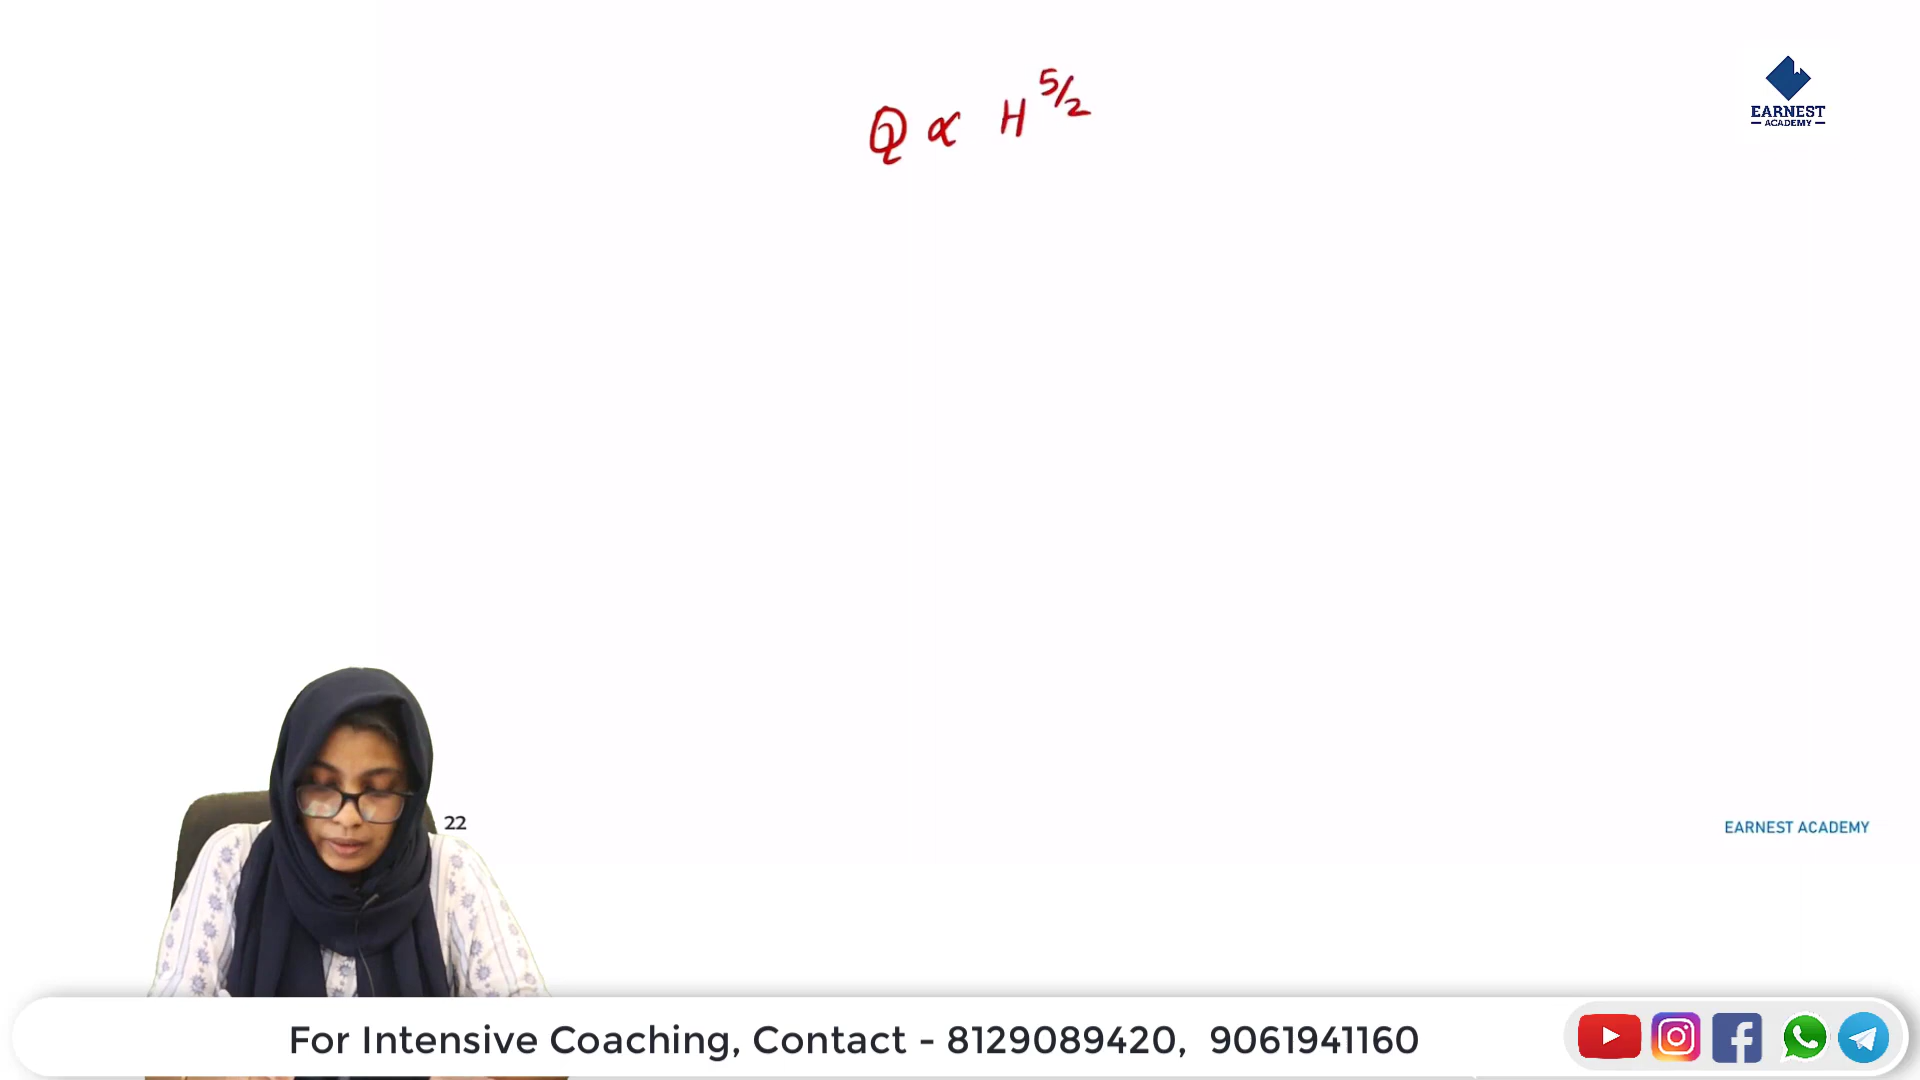 Q ∝ H^5/2
EARNEST
ACADEMY
22
EARNEST ACADEMY
For Intensive Coaching, Contact - 8129089420, 9061941160